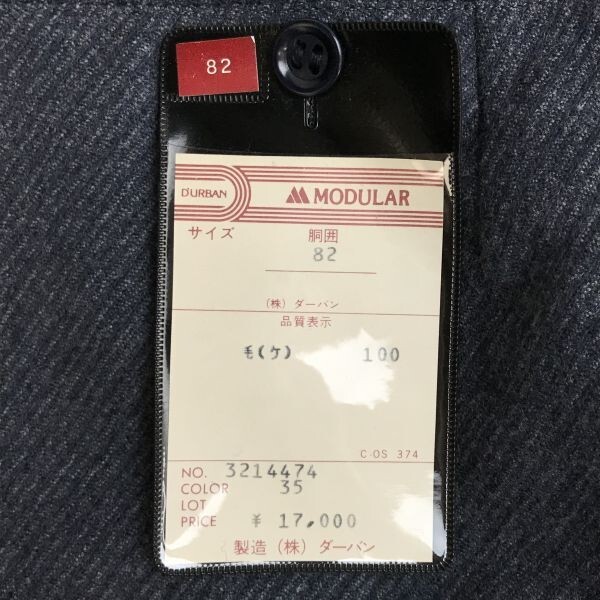 82
D'URBAN MODULAR
サイズ 胴囲
82
(株) ダーバン
品質表示
毛(ケ) 100
C-OS 374
NO. 3214474
COLOR 35
LOT
PRICE ¥ 17,000
製造 (株) ダーバン